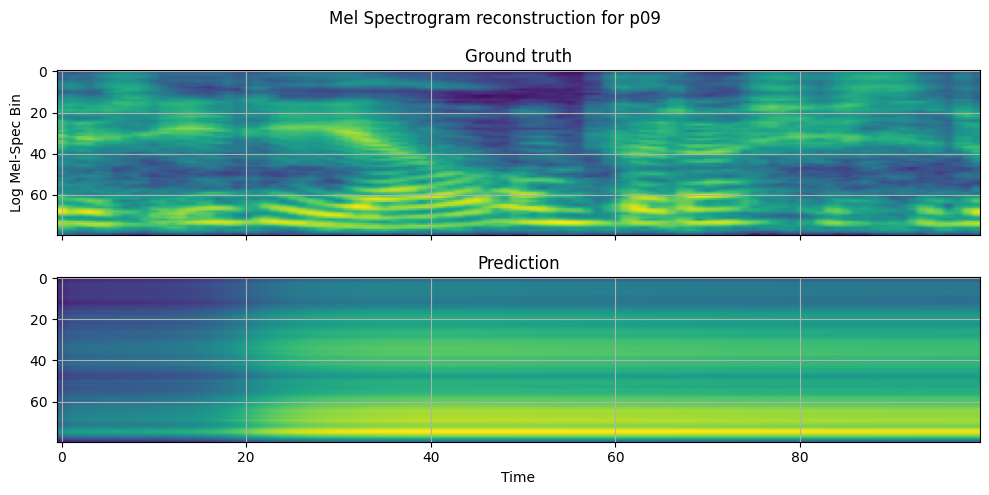 Mel Spectrogram reconstruction for p09
Ground truth
0
20
40
60
Log Mel-Spec Bin
Prediction
0
20
40
60
0 20 40 60 80
Time